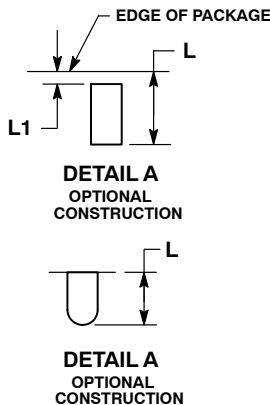 EDGE OF PACKAGE
L
L1
DETAIL A
OPTIONAL
CONSTRUCTION
L
DETAIL A
OPTIONAL
CONSTRUCTION